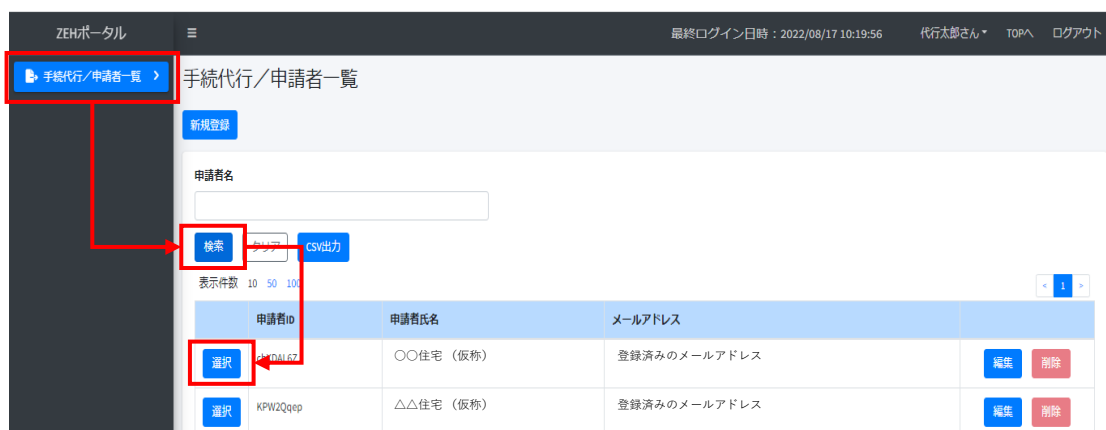 ZEHポータル
最終ログイン日時：2022/08/17 10:19:56 代行太郎さん TOPへ ログアウト
手続代行／申請者一覧
手続代行／申請者一覧
新規登録
申請者名
検索 クリア CSV出力
表示件数 10 50 100
< 1 >
申請者ID 申請者氏名 メールアドレス
選択 〇〇住宅 （仮称） 登録済みのメールアドレス 編集 削除
選択 KPW2Qqep △△住宅 （仮称） 登録済みのメールアドレス 編集 削除